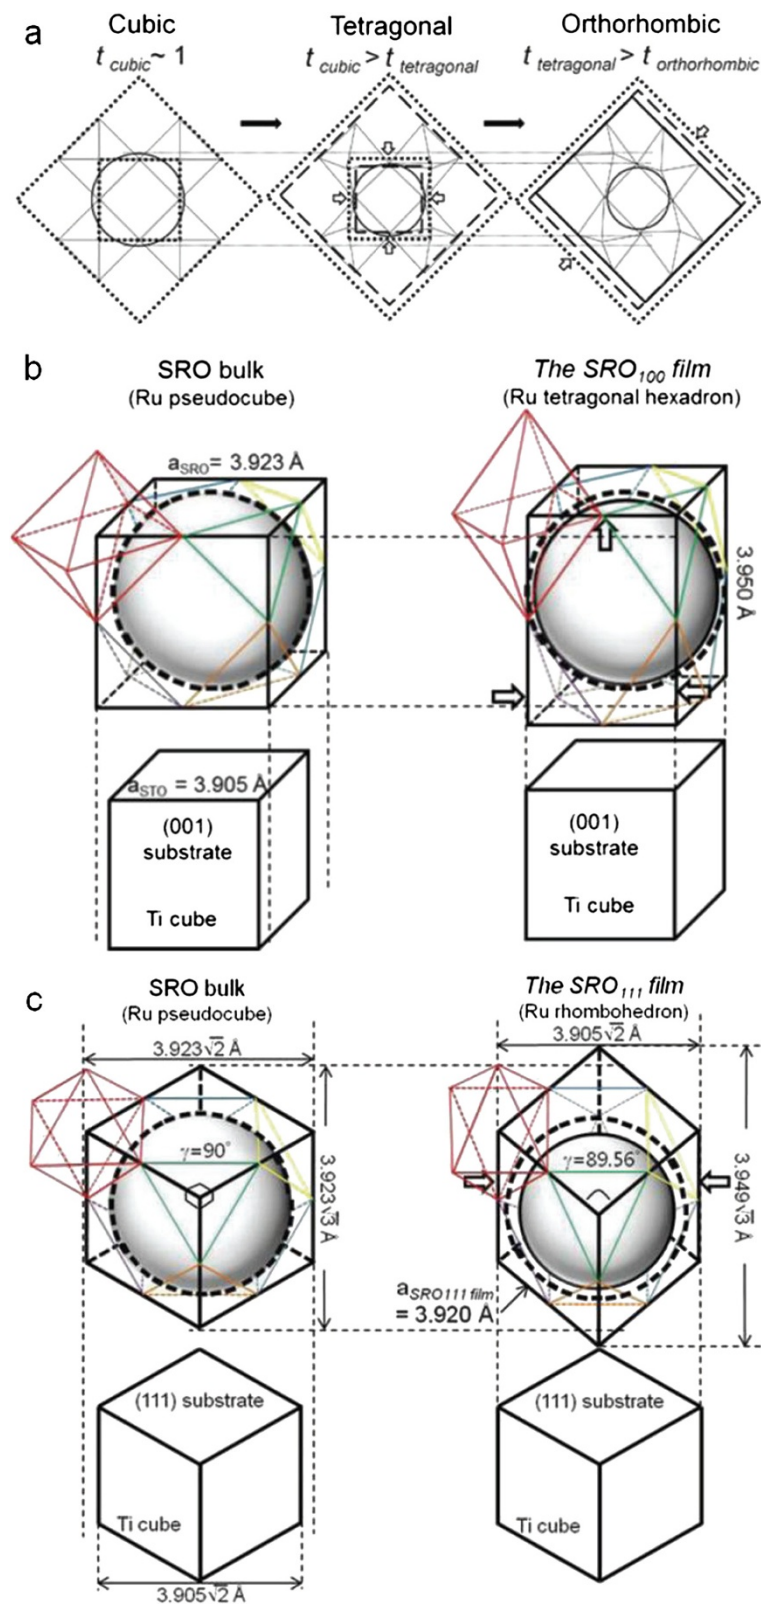 a
Cubic
t cubic ~ 1
Tetragonal
t cubic > t tetragonal
Orthorhombic
t tetragonal > t orthorhombic
b
SRO bulk
(Ru pseudocube)
The SRO100 film
(Ru tetragonal hexadron)
aSRO= 3.923 Å
3.950 Å
aSTO = 3.905 Å
(001)
substrate
Ti cube
(001)
substrate
Ti cube
c
SRO bulk
(Ru pseudocube)
The SRO111 film
(Ru rhombohedron)
3.923√2 Å
3.905√2 Å
γ=90°
3.923√3 Å
γ=89.56°
3.949√3 Å
aSRO111 film
= 3.920 Å
(111) substrate
Ti cube
3.905√2 Å
(111) substrate
Ti cube